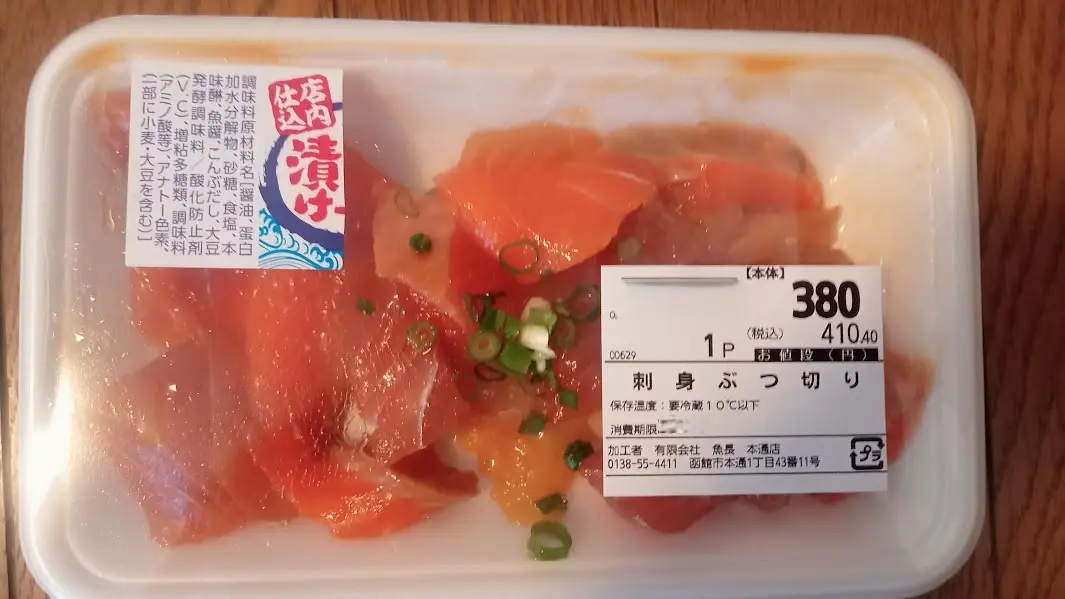 店内
仕込
漬け
調味料原材料名[醤油、蛋白
加水分解物、砂糖、食塩、本
味醂、魚醤、こんぶだし、大豆
発酵調味料/酸化防止剤
(V.C)、増粘多糖類、調味料
(アミノ酸等)、アナトー色素、
(一部に小麦・大豆を含む)]
【本体】
380
(税込) 410.40
00629 1P お値段(円)
刺身ぶつ切り
保存温度:要冷蔵10℃以下
消費期限
加工者 有限会社 魚長 本通店
0138-55-4411 函館市本通1丁目43番11号
プラ